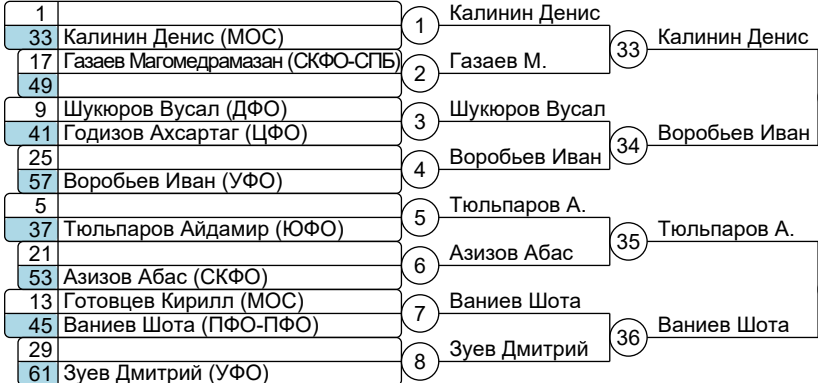 1
33 Калинин Денис (МОС)
17 Газаев Магомедрамазан (СКФО-СПБ)
49
9 Шукюров Вусал (ДФО)
41 Годизов Ахсартаг (ЦФО)
25
57 Воробьев Иван (УФО)
5
37 Тюльпаров Айдамир (ЮФО)
21
53 Азизов Абас (СКФО)
13 Готовцев Кирилл (МОС)
45 Ваниев Шота (ПФО-ПФО)
29
61 Зуев Дмитрий (УФО)
1 Калинин Денис
2 Газаев М.
3 Шукюров Вусал
4 Воробьев Иван
5 Тюльпаров А.
6 Азизов Абас
7 Ваниев Шота
8 Зуев Дмитрий
33 Калинин Денис
34 Воробьев Иван
35 Тюльпаров А.
36 Ваниев Шота